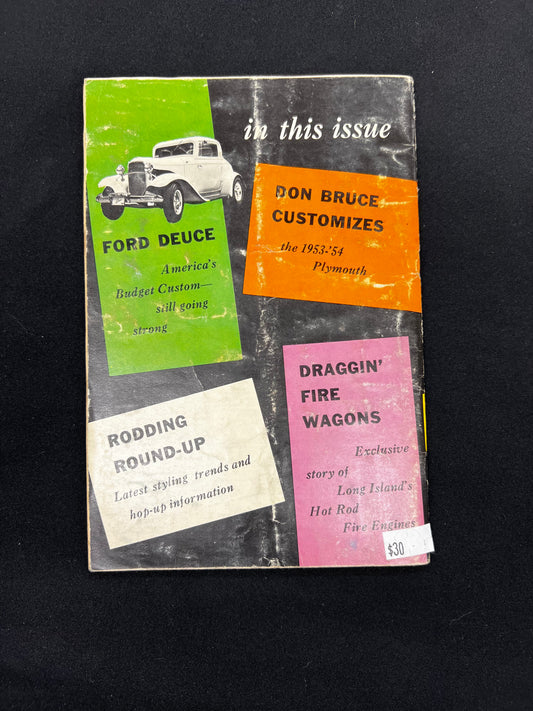 in this issue
FORD DEUCE
America's
Budget Custom—
still going
strong
DON BRUCE
CUSTOMIZES
the 1953-'54
Plymouth
RODDING
ROUND-UP
Latest styling trends and
hop-up information
DRAGGIN'
FIRE
WAGONS
Exclusive
story of
Long Island's
Hot Rod
Fire Engines
$30